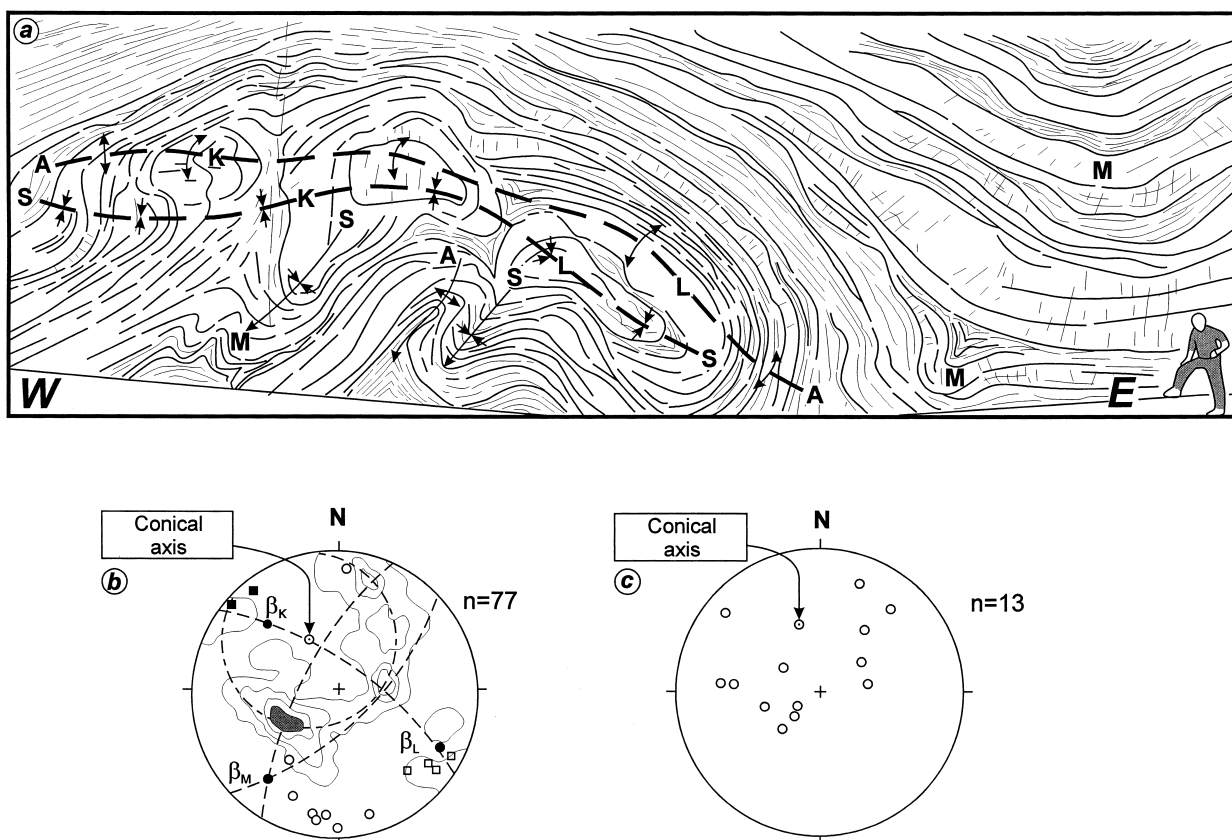 a
A
K
S
K
S
M
A
S
L
L
S
A
M
M
W
E
Conical
axis
N
b
βK
n=77
βL
βM
Conical
axis
N
c
n=13